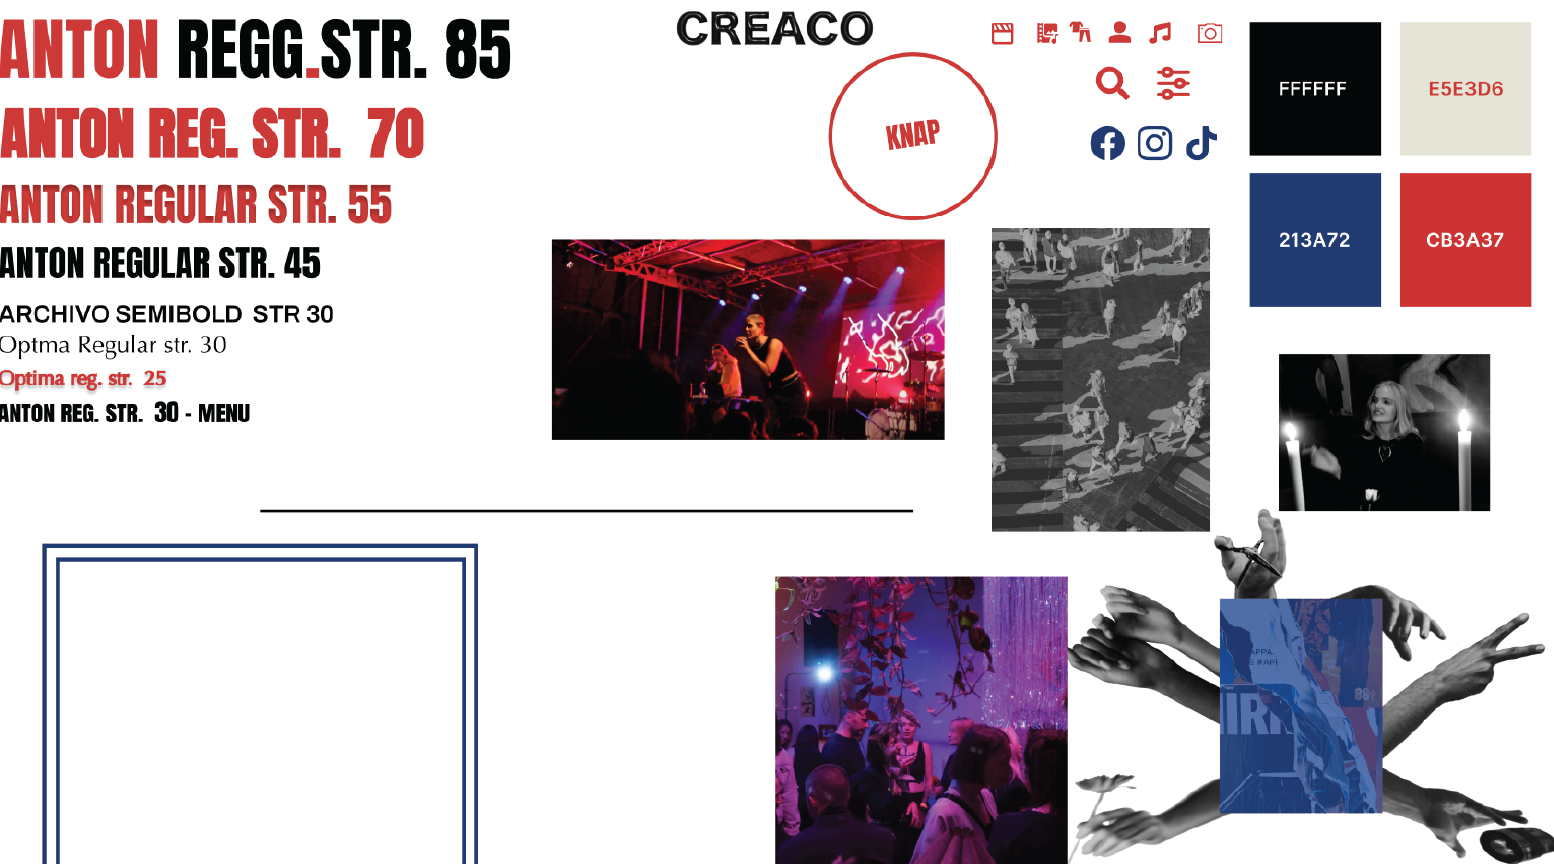 ANTON REGG.STR. 85
ANTON REG. STR. 70
ANTON REGULAR STR. 55
ANTON REGULAR STR. 45
ARCHIVO SEMIBOLD STR 30
Optma Regular str. 30
Optima reg. str. 25
ANTON REG. STR. 30 - MENU
CREACO
KNAP
FFFFFF
E5E3D6
213A72
CB3A37